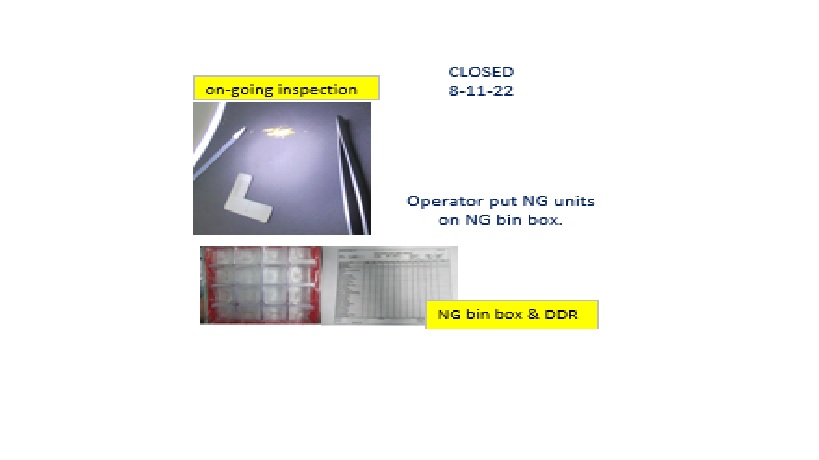 on-going inspection
CLOSED
8-11-22
Operator put NG units
on NG bin box.
NG bin box & DDR